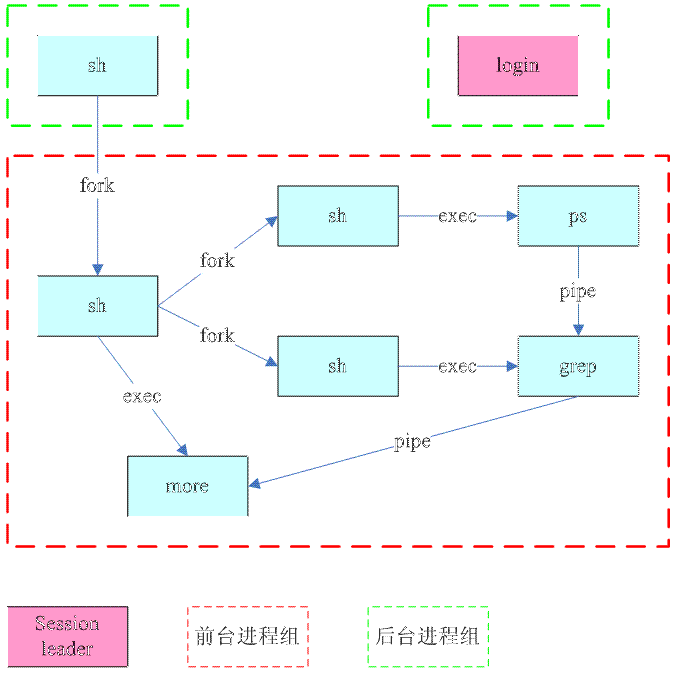 sh
login
fork
sh
exec
ps
fork
pipe
sh
fork
sh
exec
grep
exec
pipe
more
Session
leader
前台进程组
后台进程组